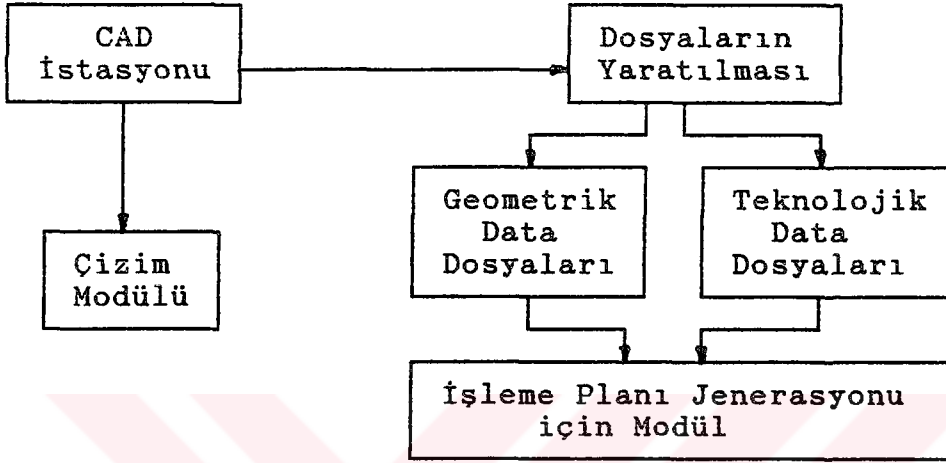 CAD
İstasyonu
Dosyaların
Yaratılması
Geometrik
Data
Dosyaları
Teknolojik
Data
Dosyaları
Çizim
Modülü
İşleme Planı Jenerasyonu
için Modül